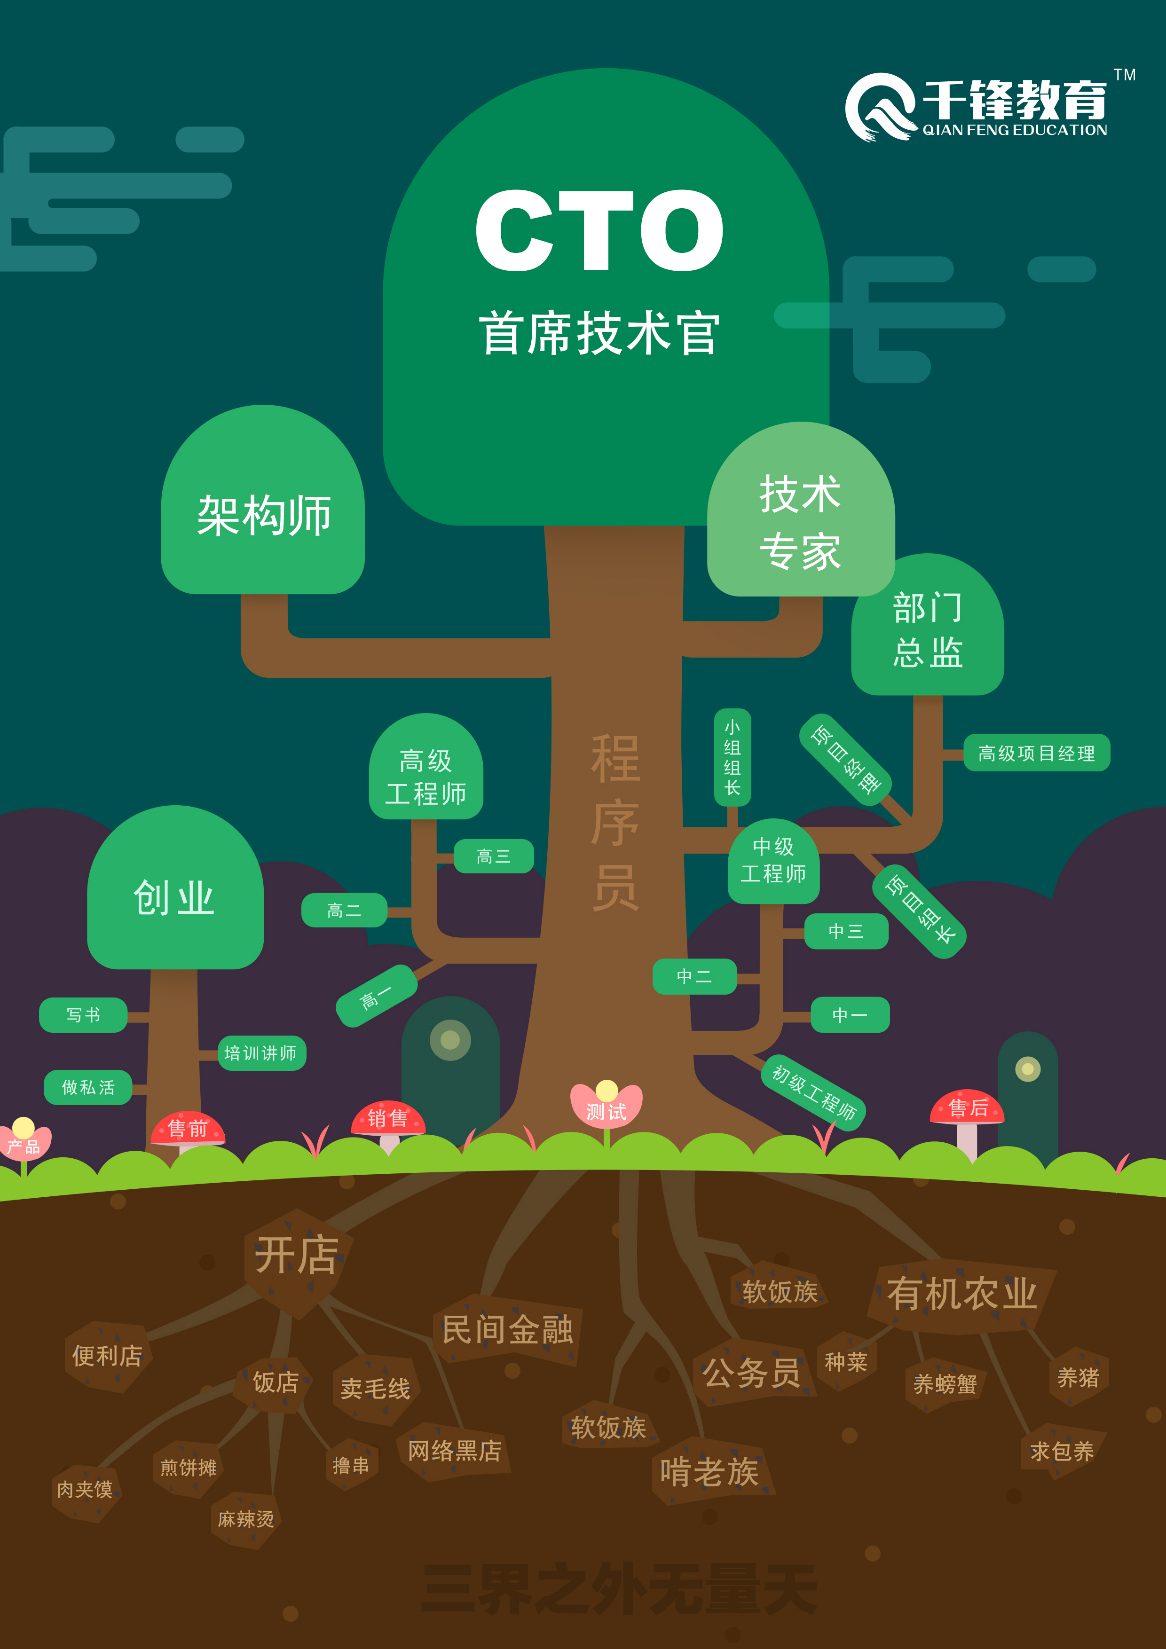 千锋教育
TM
QIAN FENG EDUCATION
CTO
首席技术官
架构师
技术
专家
部门
总监
高级
工程师
小组组长
项目经理
高级项目经理
程序员
中级
工程师
高三
高二
高一
创业
项目组长
中三
中二
中一
写书
培训讲师
做私活
初级工程师
产品
售前
销售
测试
售后
开店
软饭族
有机农业
民间金融
便利店
饭店
卖毛线
公务员
种菜
养螃蟹
养猪
软饭族
网络黑店
求包养
煎饼摊
撸串
啃老族
肉夹馍
麻辣烫
三界之外无量天